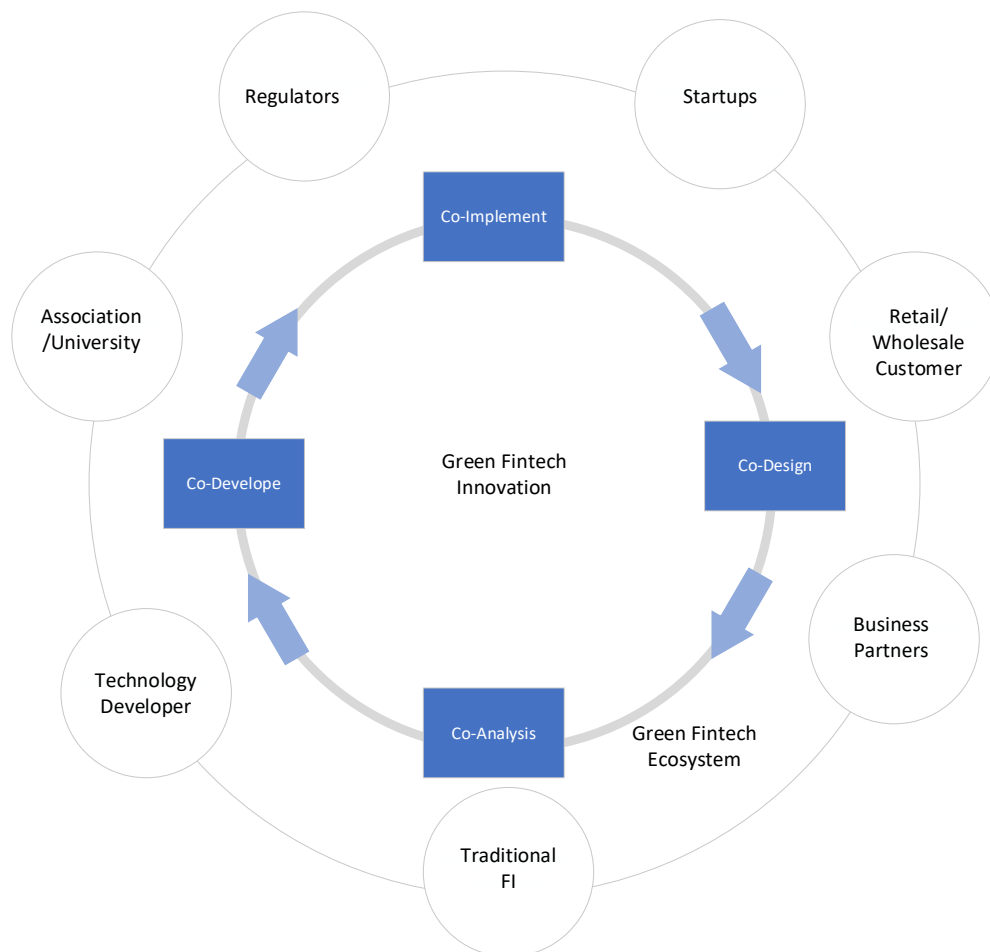 Regulators
Startups
Co-Implement
Association
/University
Retail/
Wholesale
Customer
Co-Develope
Green Fintech
Innovation
Co-Design
Technology
Developer
Business
Partners
Co-Analysis
Green Fintech
Ecosystem
Traditional
FI